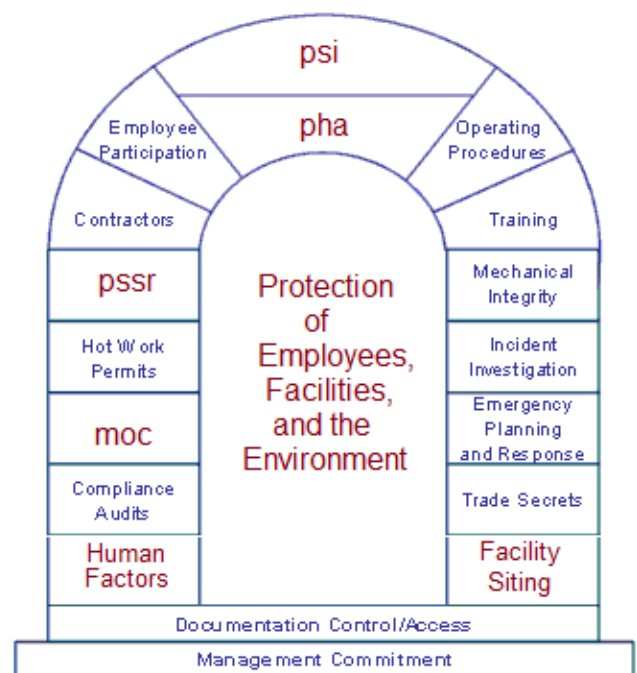 psi
pha
Employee
Participation
Operating
Procedures
Contractors
Training
pssr
Protection
of
Employees,
Facilities,
and the
Environment
Mechanical
Integrity
Hot Work
Permits
Incident
Investigation
moc
Emergency
Planning
and Response
Compliance
Audits
Trade Secrets
Human
Factors
Facility
Siting
Documentation Control/Access
Management Commitment